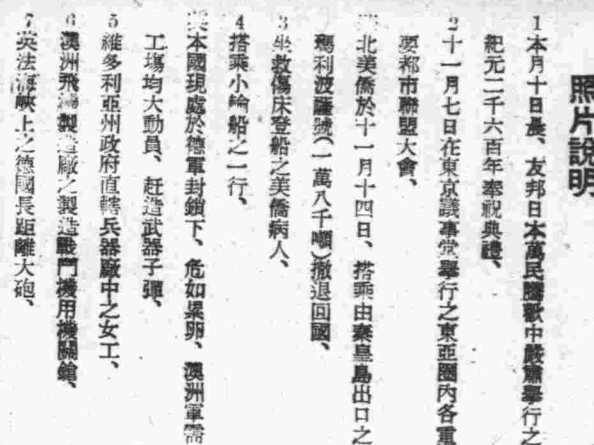 照片說明
1本月十日晨、友邦日本萬民騰歡中嚴肅舉行之
紀元二千六百年奉祝典禮、
2十一月七日在東京議事堂舉行之東亞圈內各重
要都市聯盟大會、
北美僑於十一月十四日、搭乘由秦皇島出口之
瑪利波薩號(一萬八千噸)撤退回國、
3坐救傷床登船之美僑病人、
4搭乘小輪船之一行、
英本國現處於德軍封鎖下、危如累卵、澳洲軍需
工場均大動員、赶造武器子彈、
5維多利亞州政府直轄兵器廠中之女工、
6澳洲飛機製造廠之製造戰鬥機用機關鎗、
7英法海峽上之德國長距離大砲、